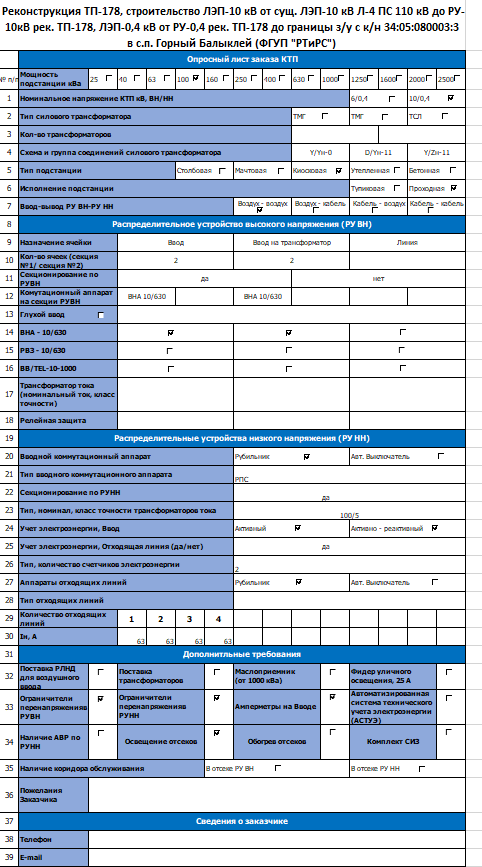 Реконструкция ТП-178, строительство ЛЭП-10 кВ от сущ. ЛЭП-10 кВ Л-4 ПС 110 кВ до РУ-
10кВ рек. ТП-178, ЛЭП-0,4 кВ от РУ-0,4 рек. ТП-178 до границы з/у с к/н 34:05:080003:3
в с.п. Горный Балыклей (ФГУП "РТиРС")
Опросный лист заказа КТП
№ п/п Мощность подстанции кВа 25 40 63 100 160 250 400 630 1000 1250 1600 2000 2500
1 Номинальное напряжение КТП кВ, ВН/НН 6/0,4 10/0,4
2 Тип силового трансформатора ТМГ ТМГ ТСЛ
3 Кол-во трансформаторов
4 Схема и группа соединений силового трансформатора Y/Yн-0 D/Yн-11 Y/Zн-11
5 Тип подстанции Столбовая Мачтовая Киосковая Утепленная Бетонная
6 Исполнение подстанции Тупиковая Проходная
7 Ввод-вывод РУ ВН-РУ НН Воздух - воздух Воздух - кабель Кабель - воздух Кабель - кабель
8 Распределительное устройство высокого напряжения (РУ ВН)
9 Назначение ячейки Ввод Ввод на трансформатор Линия
10 Кол-во ячеек (секция №1/ секция №2) 2 2
11 Секционирование по РУВН да нет
12 Комутационный аппарат на секции РУВН ВНА 10/630 ВНА 10/630
13 Глухой ввод
14 ВНА - 10/630
15 РВЗ - 10/630
16 ВВ/TEL-10-1000
17 Трансформатор тока (номинальный ток, класс точности)
18 Релейная защита
19 Распределительные устройства низкого напряжения (РУ НН)
20 Вводной коммутационный аппарат Рубильник Авт. Выключатель
21 Тип вводного коммутационного аппарата РПС
22 Секционирование по РУНН да
23 Тип, номинал, класс точности трансформаторов тока 100/5
24 Учет электроэнергии, Ввод Активный Активно - реактивный
25 Учет электроэнергии, Отходящая линия (да/нет) да
26 Тип, количество счетчиков электроэнергии 2
27 Аппараты отходящих линий Рубильник Авт. Выключатель
28 Тип отходящих линий
29 Количество отходящих линий 1 2 3 4
30 Iн, А 63 63 63 63
31 Дополнитльные требования
32 Поставка РЛНД для воздушного ввода Поставка трансформаторов Маслоприемник (от 1000 кВа) Фидер уличного освещения, 25 А
33 Ограничители перенапряженияв РУВН Ограничители перенапряженияв РУНН Амперметры на Вводе Автоматизированная система технического учета электроэнергии (АСТУЭ)
34 Наличие АВР по РУНН Освещение отсеков Обогрев отсеков Комплект СИЗ
35 Наличие коридора обслуживания В отсеке РУ ВН В отсеке РУ НН
36 Пожелания Заказчика
37 Сведения о заказчике
38 Телефон
39 E-mail